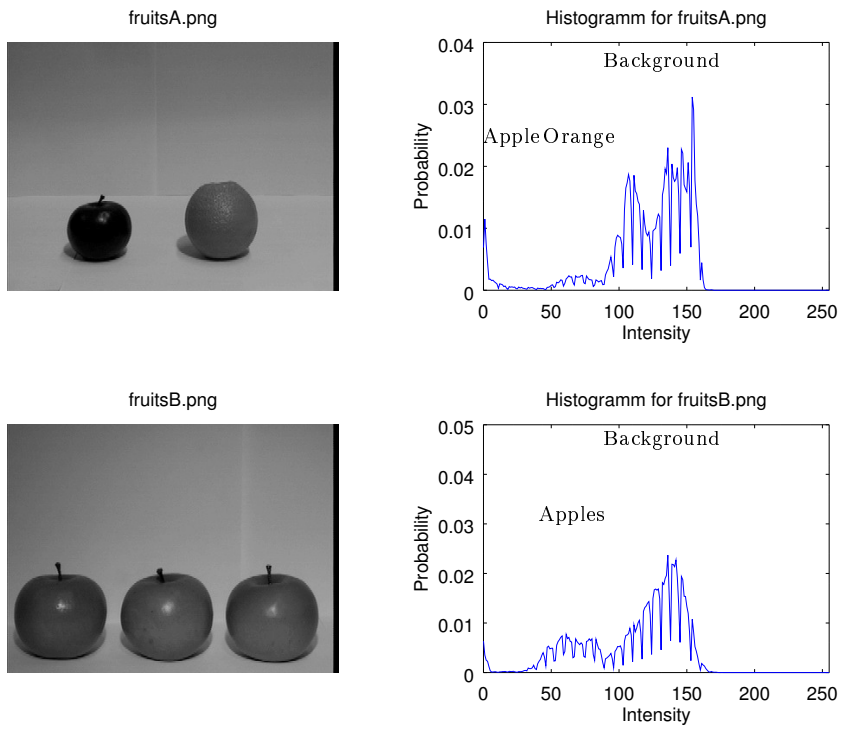 fruitsA.png
Histogramm for fruitsA.png
0.04
0.03
0.02
0.01
0
Probability
Background
Apple Orange
0 50 100 150 200 250
Intensity
fruitsB.png
Histogramm for fruitsB.png
0.05
0.04
0.03
0.02
0.01
0
Probability
Background
Apples
0 50 100 150 200 250
Intensity